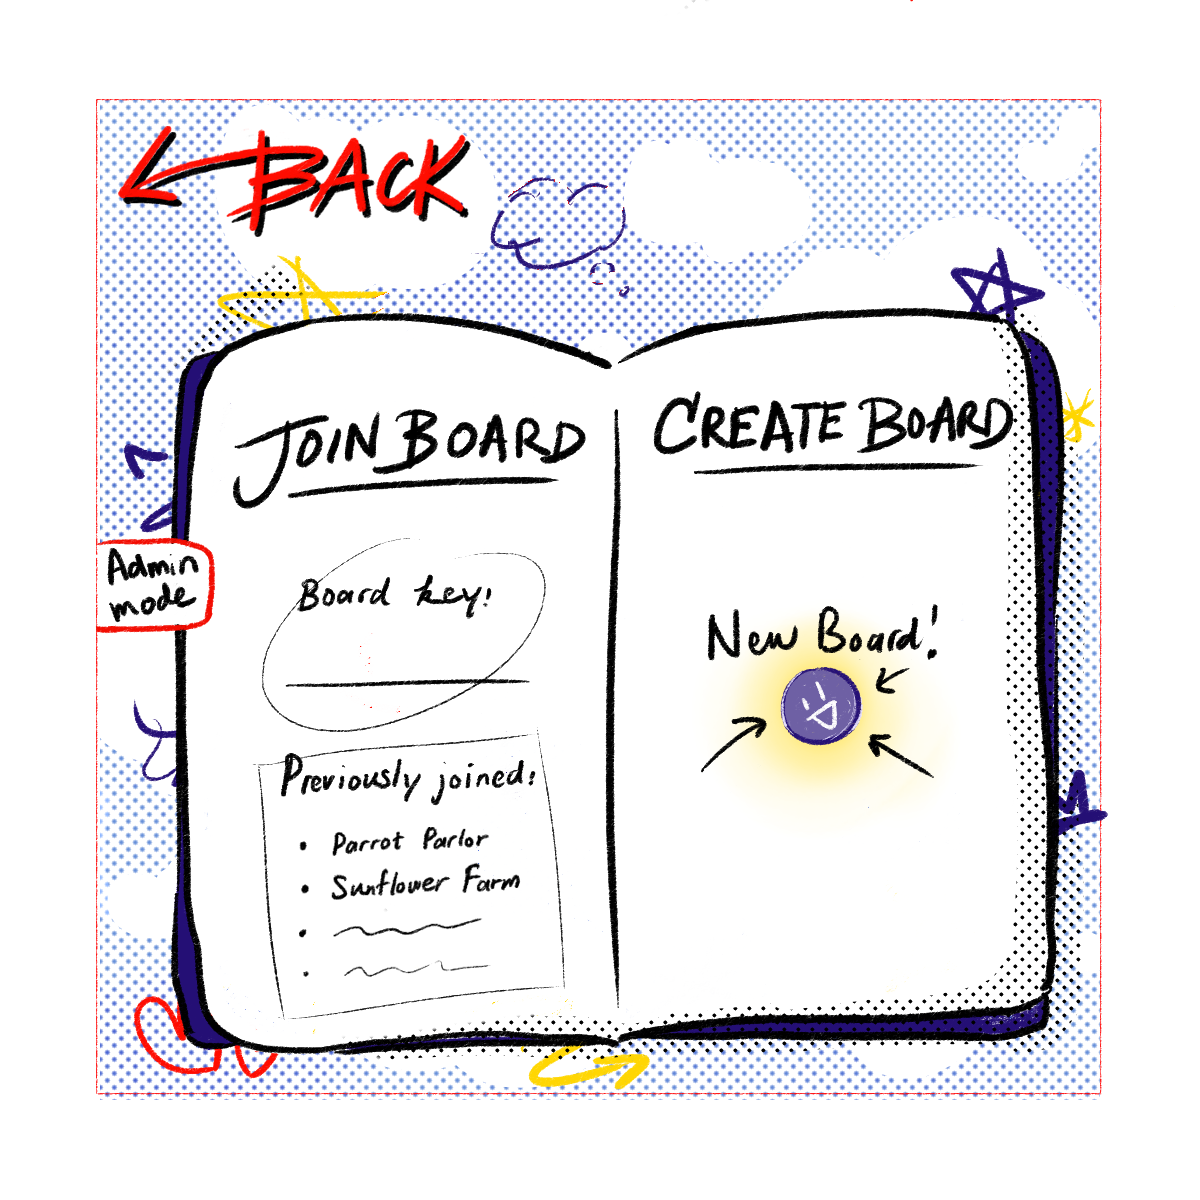 BACK
JOIN BOARD
Board key:
Previously joined:
• Parrot Parlor
• Sunflower Farm
Admin
mode
CREATE BOARD
New Board!